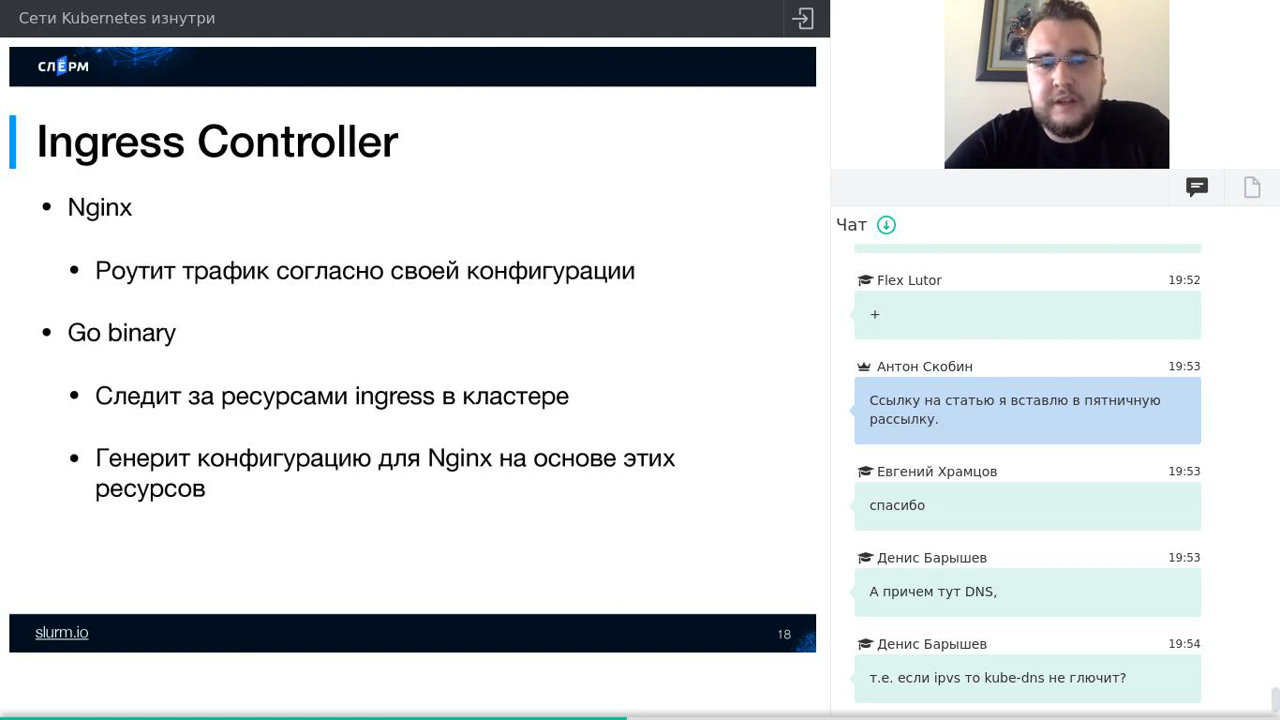 Сети Kubernetes изнутри
СЛЁРМ
Ingress Controller
• Nginx
• Роутит трафик согласно своей конфигурации
• Go binary
• Следит за ресурсами ingress в кластере
• Генерит конфигурацию для Nginx на основе этих
ресурсов
slurm.io
18
Чат
Flex Lutor 19:52
+
Антон Скобин 19:53
Ссылку на статью я вставлю в пятничную
рассылку.
Евгений Храмцов 19:53
спасибо
Денис Барышев 19:53
А причем тут DNS,
Денис Барышев 19:54
т.е. если ipvs то kube-dns не глючит?